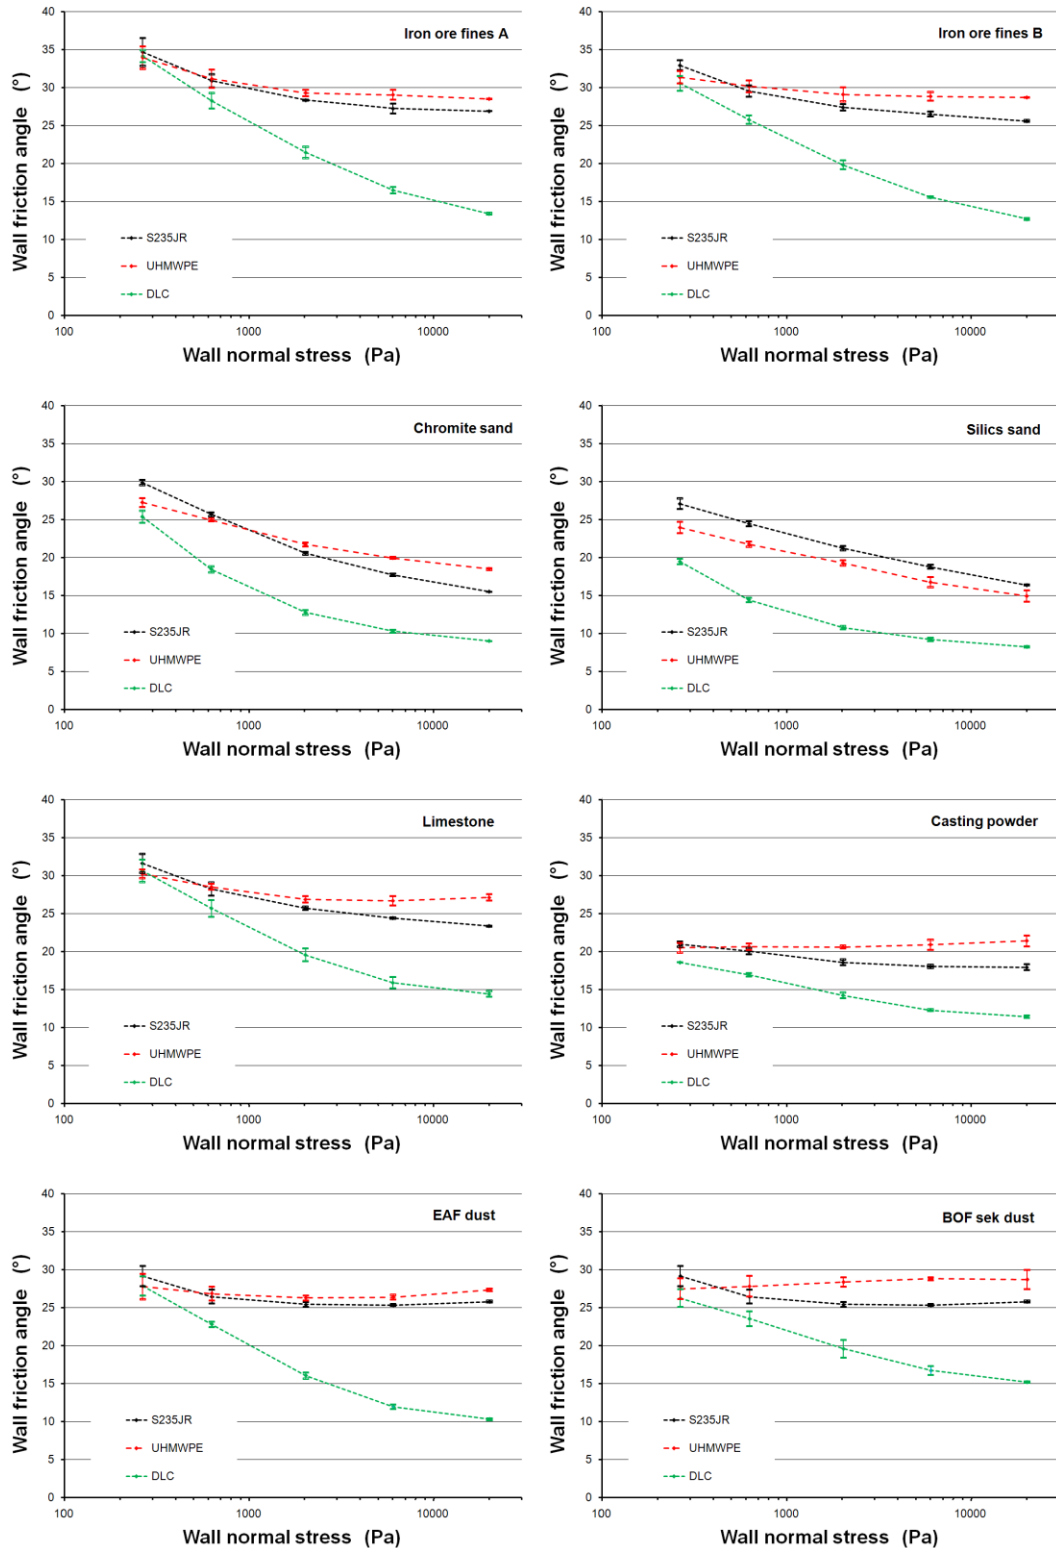 40 Iron ore fines A
35
30
25
20
15
10
5
0
Wall friction angle (°)
S235JR
UHMWPE
DLC
100 1000 10000
Wall normal stress (Pa)
40 Iron ore fines B
35
30
25
20
15
10
5
0
Wall friction angle (°)
S235JR
UHMWPE
DLC
100 1000 10000
Wall normal stress (Pa)
40 Chromite sand
35
30
25
20
15
10
5
0
Wall friction angle (°)
S235JR
UHMWPE
DLC
100 1000 10000
Wall normal stress (Pa)
40 Silics sand
35
30
25
20
15
10
5
0
Wall friction angle (°)
S235JR
UHMWPE
DLC
100 1000 10000
Wall normal stress (Pa)
40 Limestone
35
30
25
20
15
10
5
0
Wall friction angle (°)
S235JR
UHMWPE
DLC
100 1000 10000
Wall normal stress (Pa)
40 Casting powder
35
30
25
20
15
10
5
0
Wall friction angle (°)
S235JR
UHMWPE
DLC
100 1000 10000
Wall normal stress (Pa)
40 EAF dust
35
30
25
20
15
10
5
0
Wall friction angle (°)
S235JR
UHMWPE
DLC
100 1000 10000
Wall normal stress (Pa)
40 BOF sek dust
35
30
25
20
15
10
5
0
Wall friction angle (°)
S235JR
UHMWPE
DLC
100 1000 10000
Wall normal stress (Pa)